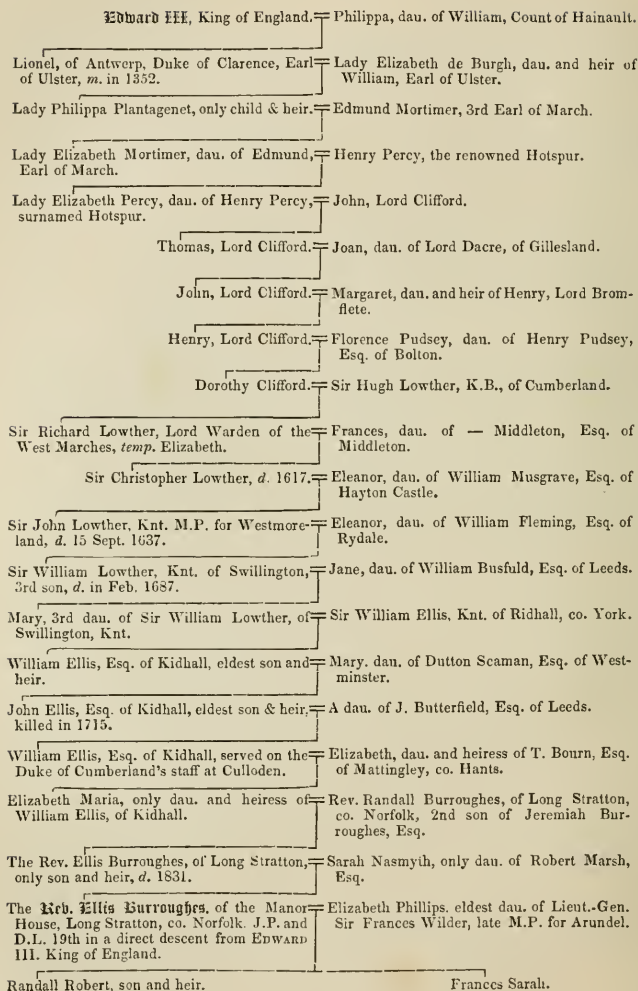 Edward III, King of England. Philippa, dau. of William, Count of Hainault.
Lionel, of Antwerp, Duke of Clarence, Earl
of Ulster, m. in 1352.
Lady Elizabeth de Burgh, dau. and heir of
William, Earl of Ulster.
Lady Philippa Plantagenet, only child & heir. Edmund Mortimer, 3rd Earl of March.
Lady Elizabeth Mortimer, dau. of Edmund,
Earl of March.
Henry Percy, the renowned Hotspur.
Lady Elizabeth Percy, dau. of Henry Percy,
surnamed Hotspur.
John, Lord Clifford.
Thomas, Lord Clifford. Joan, dau. of Lord Dacre, of Gillesland.
John, Lord Clifford. Margaret, dau. and heir of Henry, Lord Brom-
flete.
Henry, Lord Clifford. Florence Pudsey, dau. of Henry Pudsey,
Esq. of Bolton.
Dorothy Clifford. Sir Hugh Lowther, K.B., of Cumberland.
Sir Richard Lowther, Lord Warden of the
West Marches, temp. Elizabeth.
Frances, dau. of — Middleton, Esq. of
Middleton.
Sir Christopher Lowther, d. 1617. Eleanor, dau. of William Musgrave, Esq. of
Hayton Castle.
Sir John Lowther, Knt. M.P. for Westmore-
land, d. 15 Sept. 1637.
Eleanor, dau. of William Fleming, Esq. of
Rydale.
Sir William Lowther, Knt. of Swillington,
3rd son, d. in Feb. 1687.
Jane, dau. of William Busfuld, Esq. of Leeds.
Mary, 3rd dau. of Sir William Lowther, of
Swillington, Knt.
Sir William Ellis, Knt. of Ridhall, co. York.
William Ellis, Esq. of Kidhall, eldest son and
heir.
Mary. dau. of Dutton Scaman, Esq. of West-
minster.
John Ellis, Esq. of Kidhall, eldest son & heir,
killed in 1715.
A dau. of J. Butterfield, Esq. of Leeds.
William Ellis, Esq. of Kidhall, served on the
Duke of Cumberland's staff at Culloden.
Elizabeth, dau. and heiress of T. Bourn, Esq.
of Mattingley, co. Hants.
Elizabeth Maria, only dau. and heiress of
William Ellis, of Kidhall.
Rev. Randall Burroughes, of Long Stratton,
co. Norfolk, 2nd son of Jeremiah Bur-
roughes, Esq.
The Rev. Ellis Burroughes, of Long Stratton,
only son and heir, d. 1831.
Sarah Nasmyth, only dau. of Robert Marsh,
Esq.
The Reb. Ellis Burroughes. of the Manor
House, Long Stratton, co. Norfolk. J.P. and
D.L. 19th in a direct descent from EDWARD
III. King of England.
Elizabeth Phillips. eldest dau. of Lieut.-Gen.
Sir Frances Wilder, late M.P. for Arundel.
Randall Robert, son and heir. Frances Sarah.